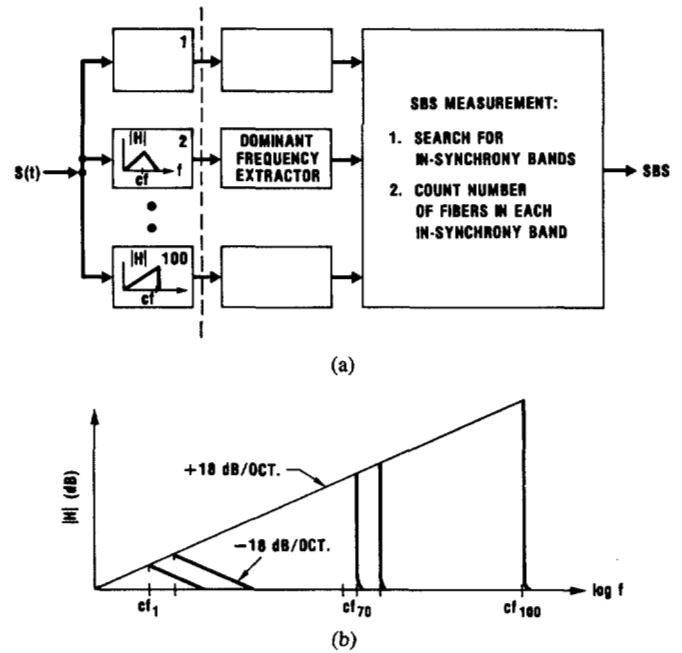 1
|H|
2
cf
f
S(t)
|H|
100
cf
DOMINANT
FREQUENCY
EXTRACTOR
SBS MEASUREMENT:
1. SEARCH FOR
IN-SYNCHRONY BANDS
2. COUNT NUMBER
OF FIBERS IN EACH
IN-SYNCHRONY BAND
SBS
(a)
|H| (dB)
+18 dB/OCT.
−18 dB/OCT.
cf1
cf70
cf100
log f
(b)